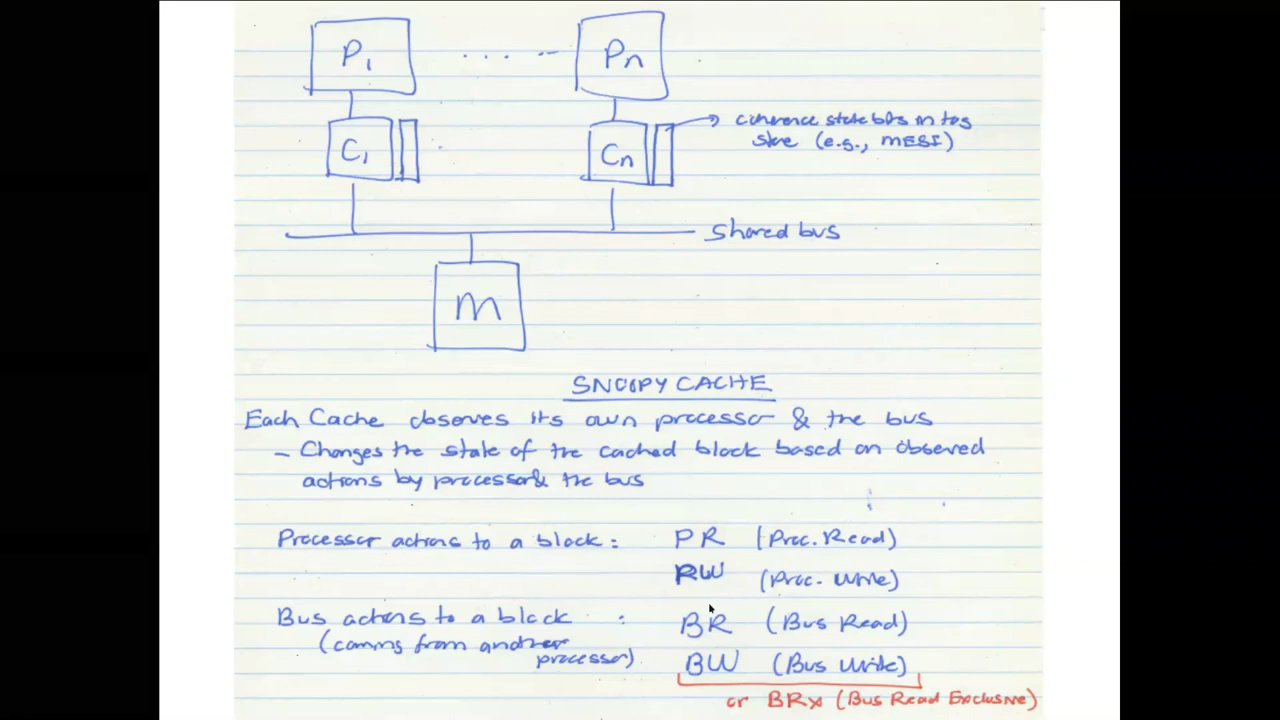 P1 .... -- Pn
C1 Cn
coherence state bits in tag
store (e.g., MESI)
Shared bus
M
SNOOPY CACHE
Each Cache observes its own processor & the bus
- Changes the state of the cached block based on observed
actions by processor & the bus
Processor actions to a block : PR (Proc. Read)
RW (Proc. Write)
Bus actions to a block : BR (Bus Read)
(comms from another
processor) BW (Bus Write)
or BRx (Bus Read Exclusive)